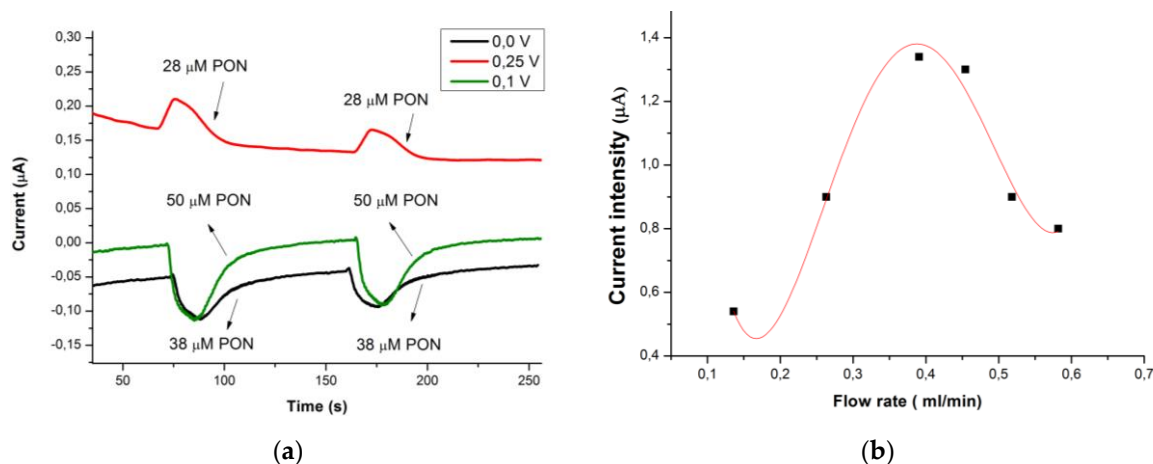 0,30
0,25
0,20
0,15
0,10
0,05
0,00
-0,05
-0,10
-0,15
Current (µA)
50
100
150
200
250
Time (s)
0,0 V
0,25 V
0,1 V
28 µM PON
28 µM PON
50 µM PON
50 µM PON
38 µM PON
38 µM PON
(a)
1,4
1,2
1,0
0,8
0,6
0,4
Current intensity (µA)
0,1
0,2
0,3
0,4
0,5
0,6
0,7
Flow rate ( ml/min)
(b)